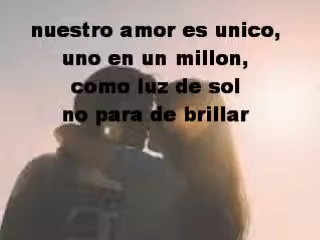 nuestro amor es unico,
uno en un millon,
como luz de sol
no para de brillar